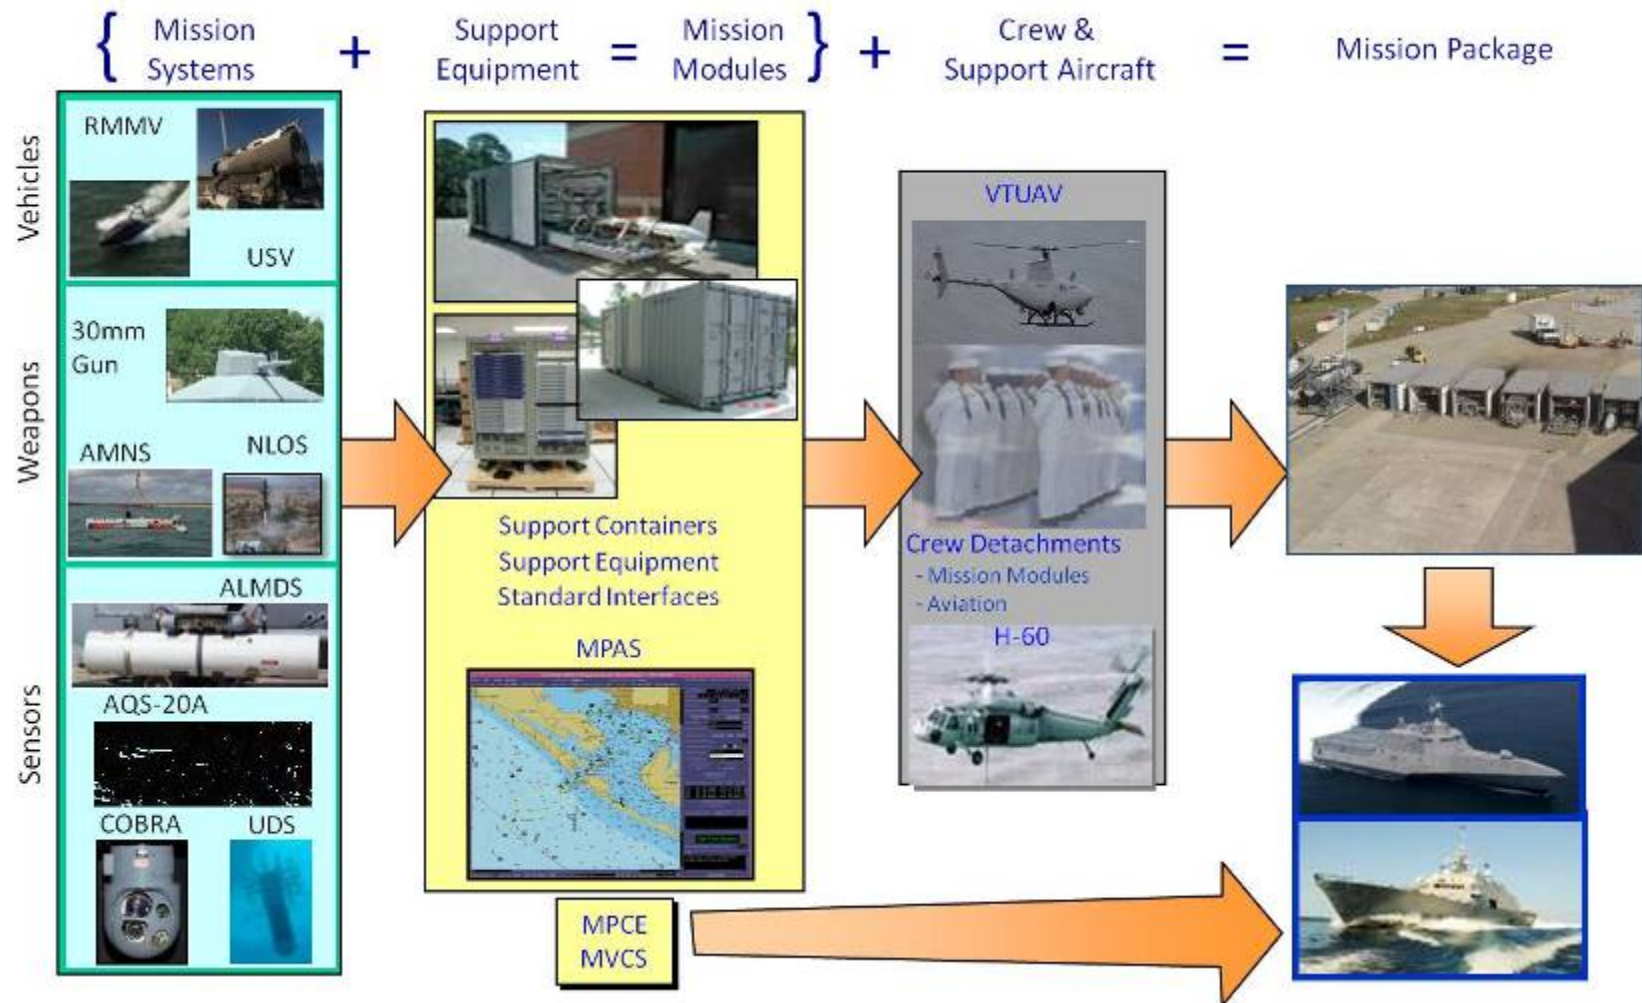 { Mission Systems + Support Equipment = Mission Modules } + Crew & Support Aircraft = Mission Package
Vehicles
RMMV
USV
Weapons
30mm
Gun
AMNS
NLOS
Sensors
ALMDS
AQS-20A
COBRA
UDS
Support Containers
Support Equipment
Standard Interfaces
MPAS
MPCE
MVCS
VTUAV
Crew Detachments
- Mission Modules
- Aviation
H-60